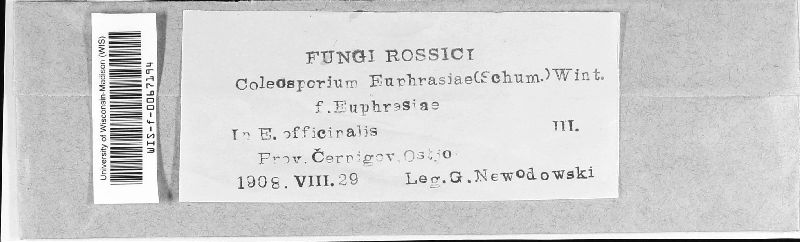 University of Wisconsin-Madison (WIS)
WIS-f-0067194
FUNGI ROSSICI
Coleosporium Euphrasiae(Schum.)Wint.
f.Euphrasiae
In E. officinalis III.
Prov. Černigov. Ostjo
1908. VIII. 29 Leg. G. Newodowski